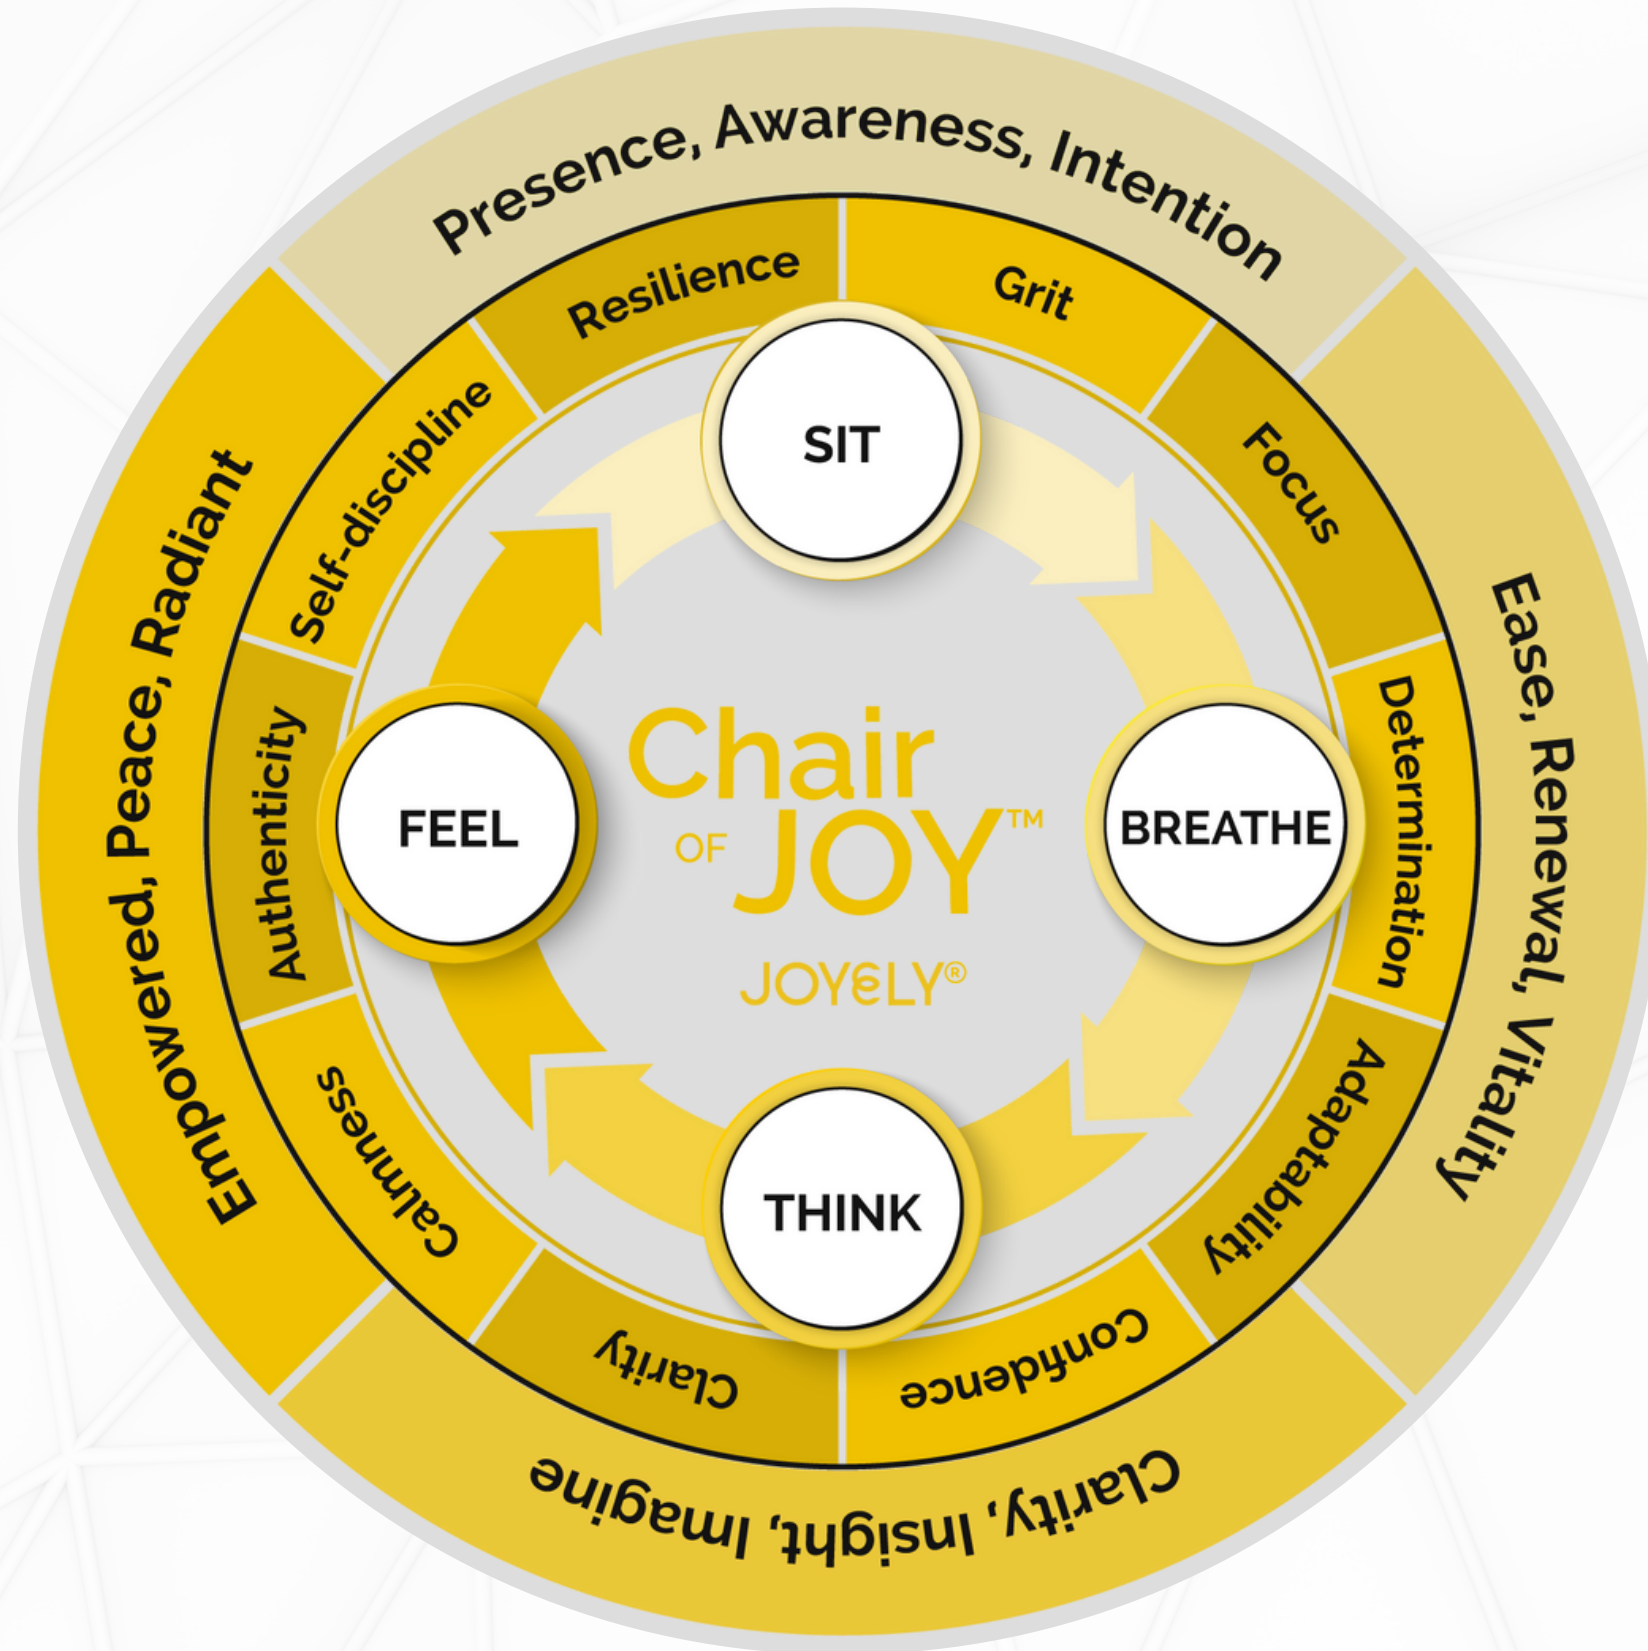 Presence, Awareness, Intention
Ease, Renewal, Vitality
Clarity, Insight, Imagine
Empowered, Peace, Radiant
Resilience
Grit
Focus
Determination
Adaptability
Confidence
Clarity
Calmness
Authenticity
Self-discipline
SIT
BREATHE
THINK
FEEL
Chair
OF JOY™
JOYELY®